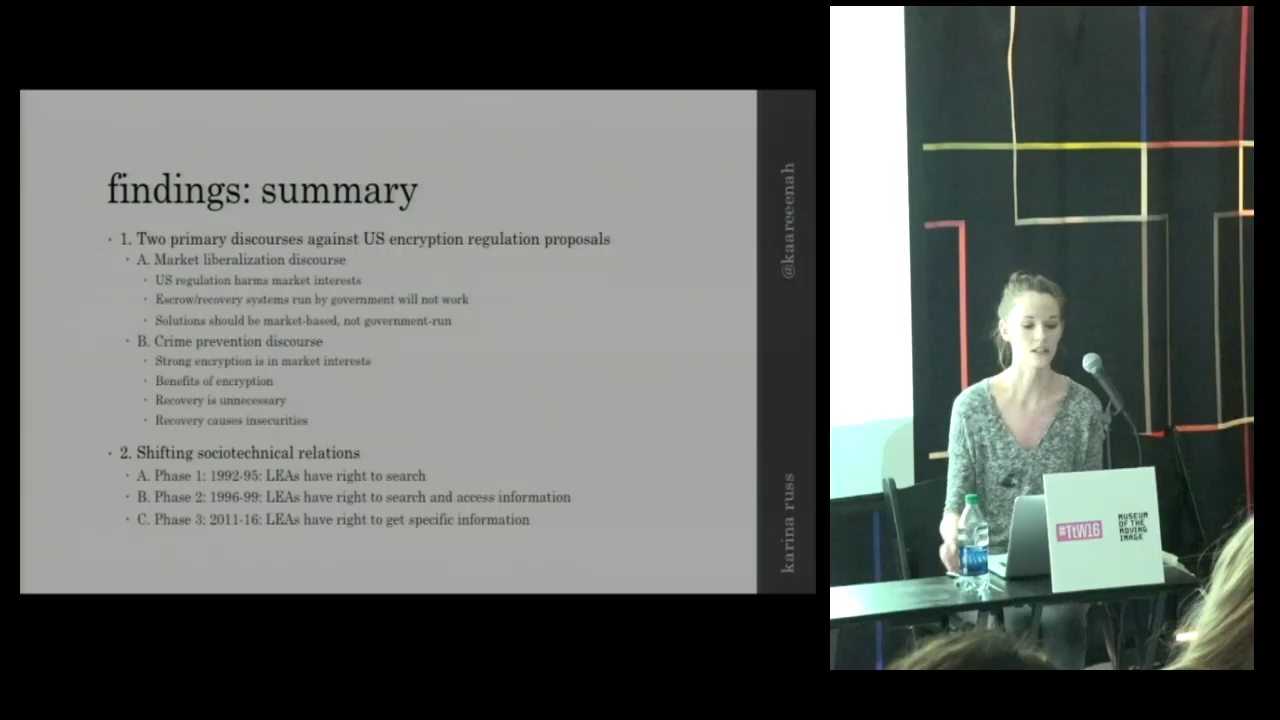 findings: summary
· 1. Two primary discourses against US encryption regulation proposals
· A. Market liberalization discourse
· US regulation harms market interests
· Escrow/recovery systems run by government will not work
· Solutions should be market-based, not government-run
· B. Crime prevention discourse
· Strong encryption is in market interests
· Benefits of encryption
· Recovery is unnecessary
· Recovery causes insecurities
· 2. Shifting sociotechnical relations
· A. Phase 1: 1992-95: LEAs have right to search
· B. Phase 2: 1996-99: LEAs have right to search and access information
· C. Phase 3: 2011-16: LEAs have right to get specific information
@kaareeenah
karina russ
#TtW16
MUSEUM
OF THE
MOVING
IMAGE